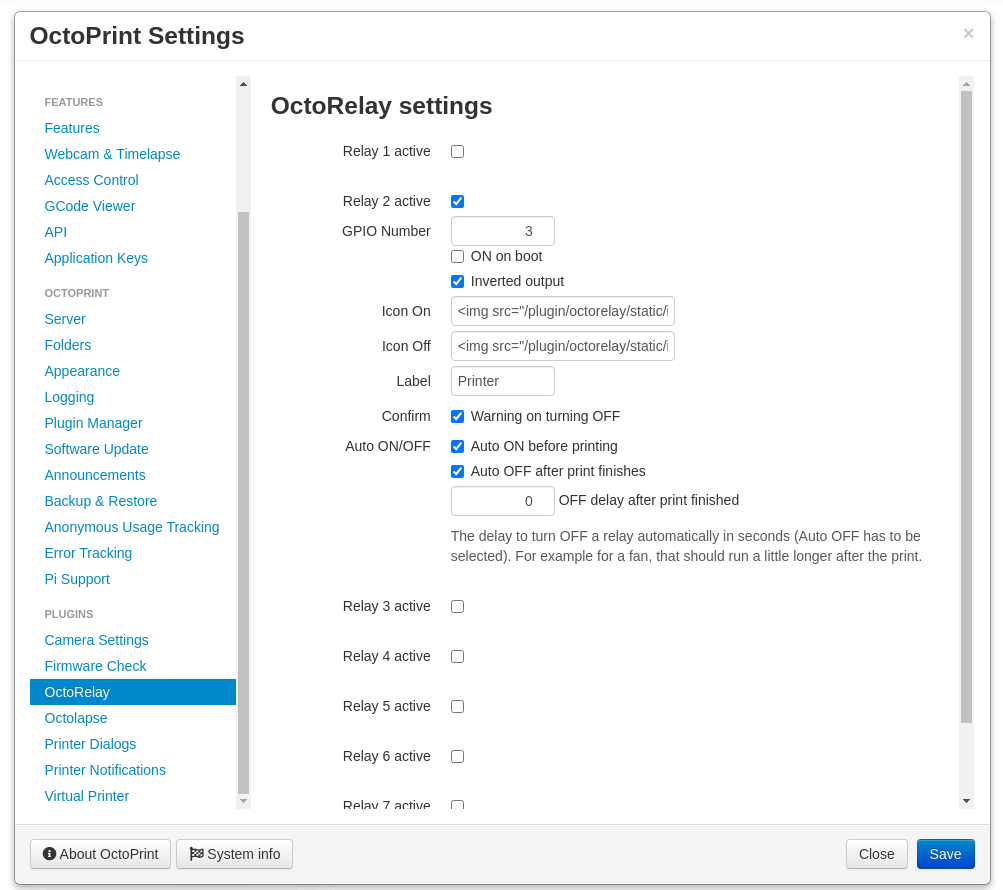 OctoPrint Settings
×
FEATURES
Features
Webcam & Timelapse
Access Control
GCode Viewer
API
Application Keys
OCTOPRINT
Server
Folders
Appearance
Logging
Plugin Manager
Software Update
Announcements
Backup & Restore
Anonymous Usage Tracking
Error Tracking
Pi Support
PLUGINS
Camera Settings
Firmware Check
OctoRelay
Octolapse
Printer Dialogs
Printer Notifications
Virtual Printer
OctoRelay settings
Relay 1 active
Relay 2 active
GPIO Number 3
ON on boot
Inverted output
Icon On <img src="/plugin/octorelay/static/i
Icon Off <img src="/plugin/octorelay/static/i
Label Printer
Confirm Warning on turning OFF
Auto ON/OFF Auto ON before printing
Auto OFF after print finishes
0 OFF delay after print finished
The delay to turn OFF a relay automatically in seconds (Auto OFF has to be
selected). For example for a fan, that should run a little longer after the print.
Relay 3 active
Relay 4 active
Relay 5 active
Relay 6 active
Relay 7 active
About OctoPrint System info Close Save